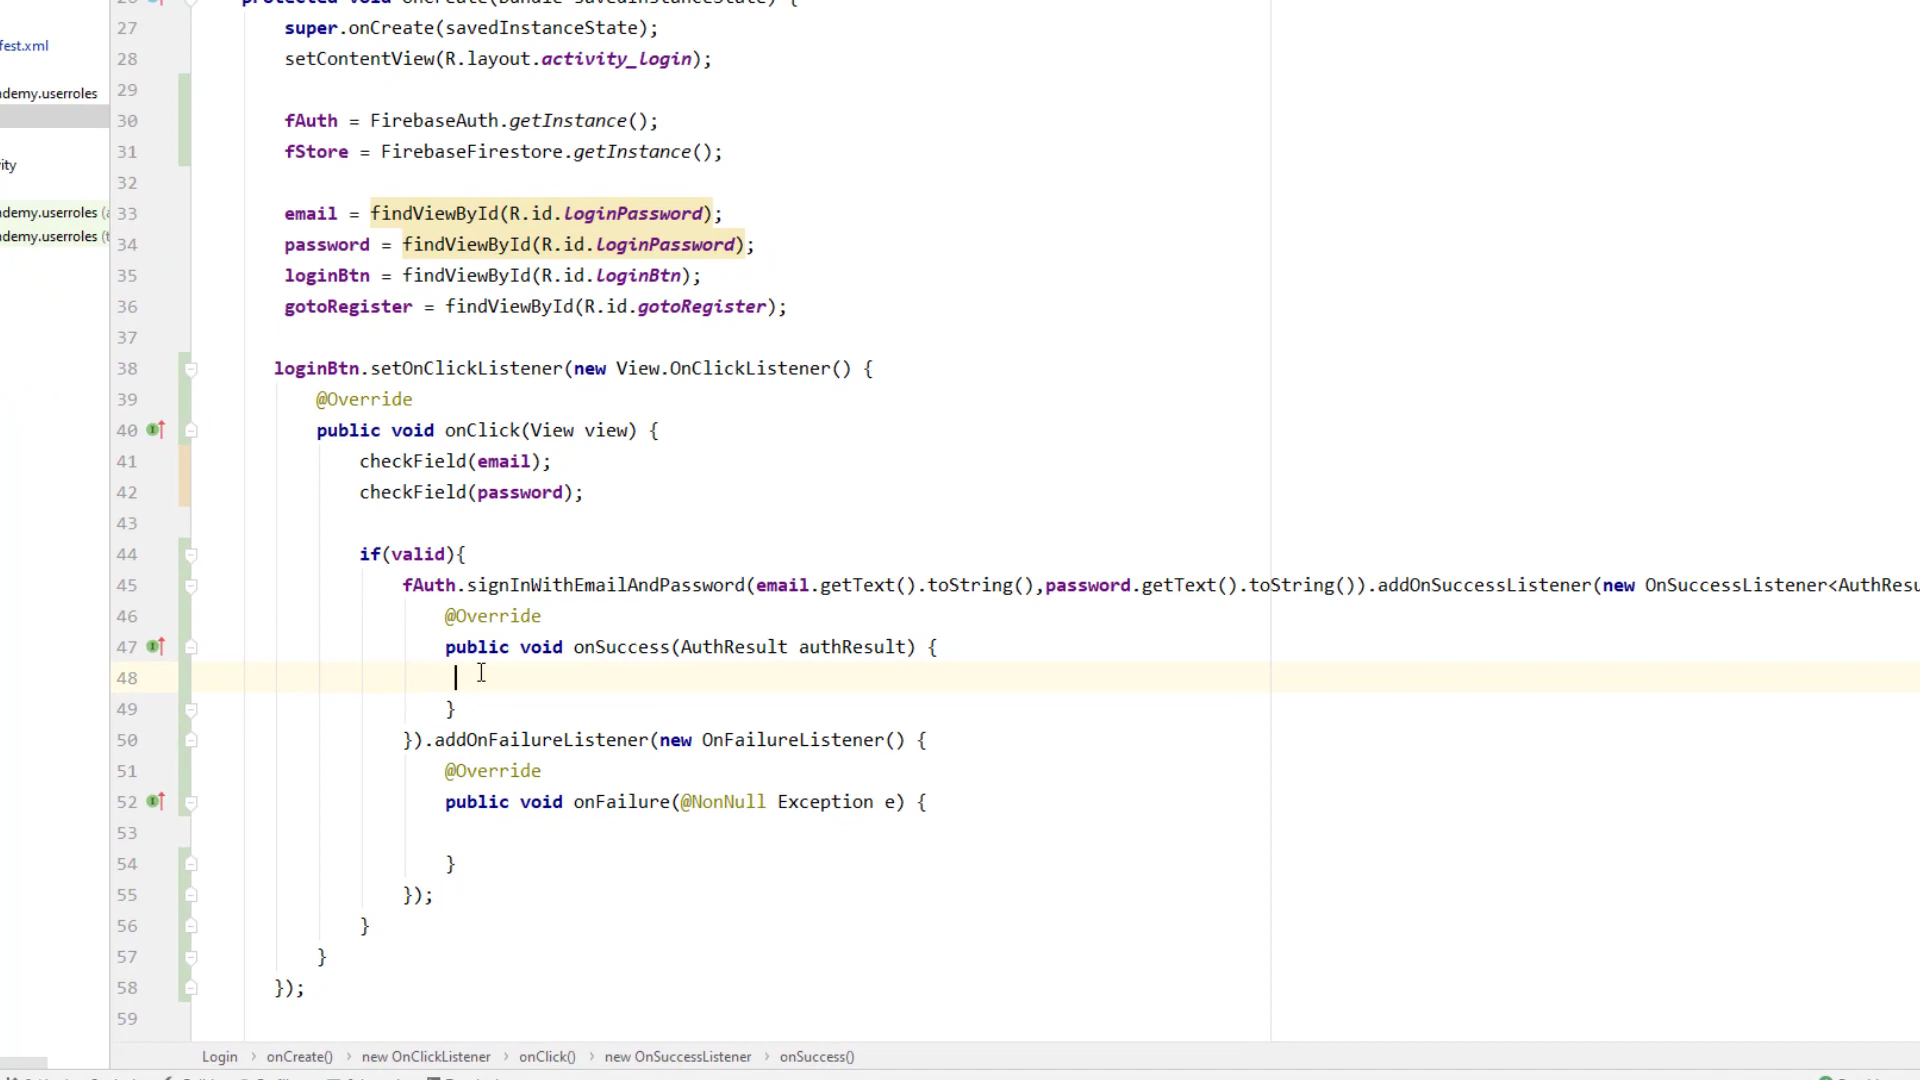 fest.xml
demy.userroles
ity
demy.userroles
demy.userroles
27 super.onCreate(savedInstanceState);
28 setContentView(R.layout.activity_login);
29
30 fAuth = FirebaseAuth.getInstance();
31 fStore = FirebaseFirestore.getInstance();
32
33 email = findViewById(R.id.loginPassword);
34 password = findViewById(R.id.loginPassword);
35 loginBtn = findViewById(R.id.loginBtn);
36 gotoRegister = findViewById(R.id.gotoRegister);
37
38 loginBtn.setOnClickListener(new View.OnClickListener() {
39 @Override
40 public void onClick(View view) {
41 checkField(email);
42 checkField(password);
43
44 if(valid){
45 fAuth.signInWithEmailAndPassword(email.getText().toString(),password.getText().toString()).addOnSuccessListener(new OnSuccessListener<AuthResu
46 @Override
47 public void onSuccess(AuthResult authResult) {
48
49 }
50 }).addOnFailureListener(new OnFailureListener() {
51 @Override
52 public void onFailure(@NonNull Exception e) {
53
54 }
55 });
56 }
57 }
58 });
59
Login > onCreate() > new OnClickListener > onClick() > new OnSuccessListener > onSuccess()